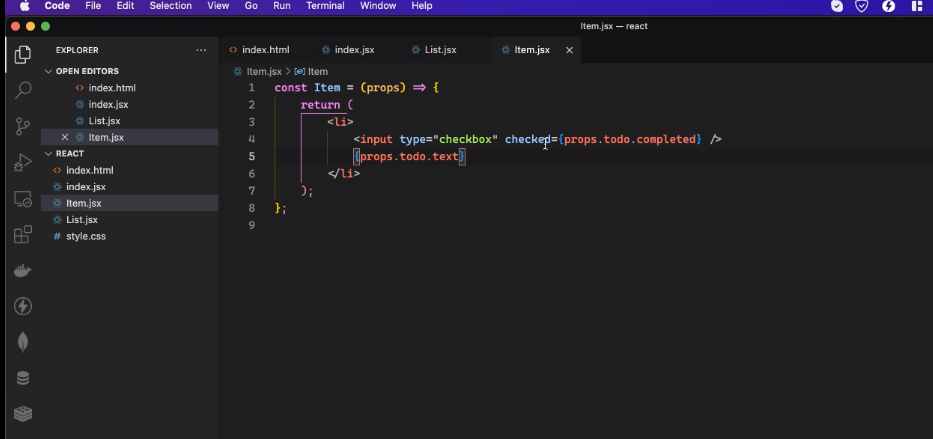 Code File Edit Selection View Go Run Terminal Window Help
Item.jsx — react
EXPLORER ···
index.html index.jsx List.jsx Item.jsx
OPEN EDITORS
index.html
index.jsx
List.jsx
Item.jsx
REACT
index.html
index.jsx
Item.jsx
List.jsx
# style.css
Item.jsx > Item
1 const Item = (props) => {
2 return (
3 <li>
4 <input type="checkbox" checked={props.todo.completed} />
5 {props.todo.text}
6 </li>
7 );
8 };
9